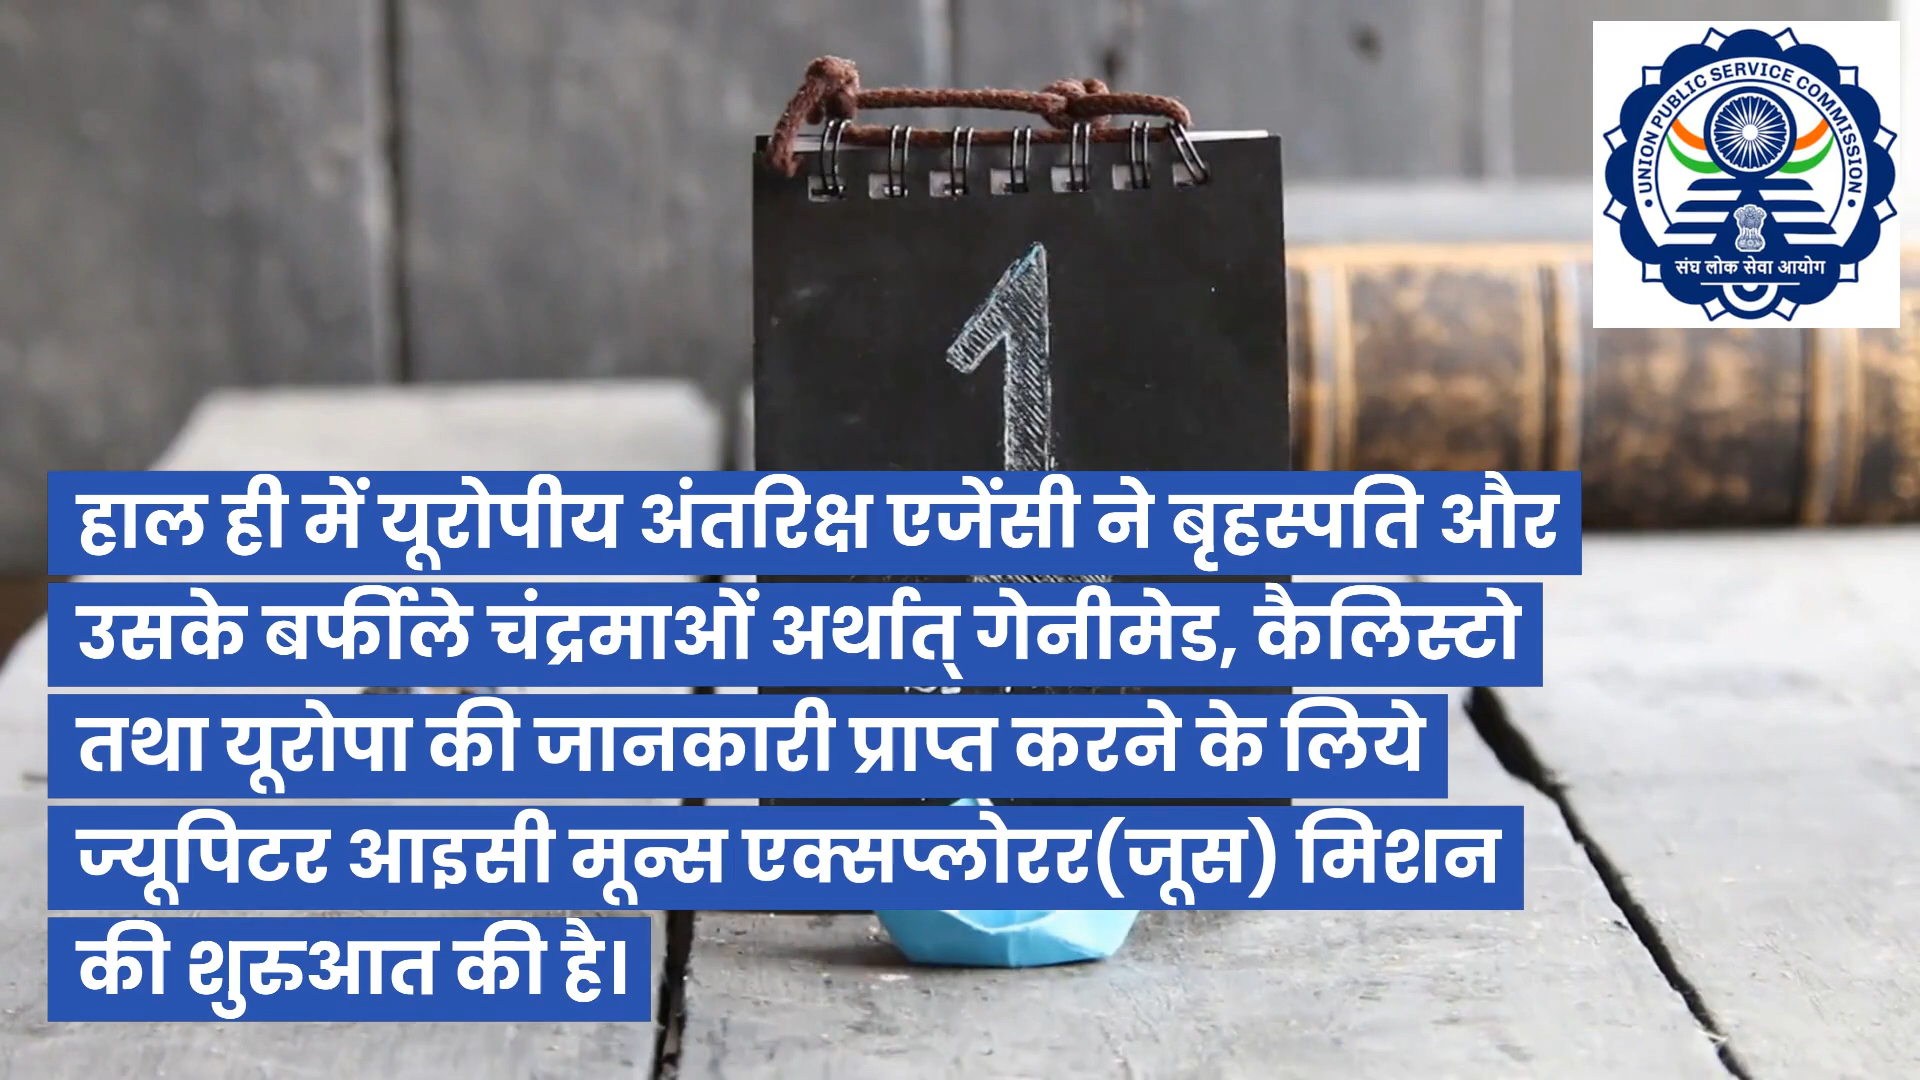 UNION PUBLIC SERVICE COMMISSION
संघ लोक सेवा आयोग
1
हाल ही में यूरोपीय अंतरिक्ष एजेंसी ने बृहस्पति और
उसके बर्फीले चंद्रमाओं अर्थात् गेनीमेड, कैलिस्टो
तथा यूरोपा की जानकारी प्राप्त करने के लिये
ज्यूपिटर आइसी मून्स एक्सप्लोरर(जूस) मिशन
की शुरुआत की है।